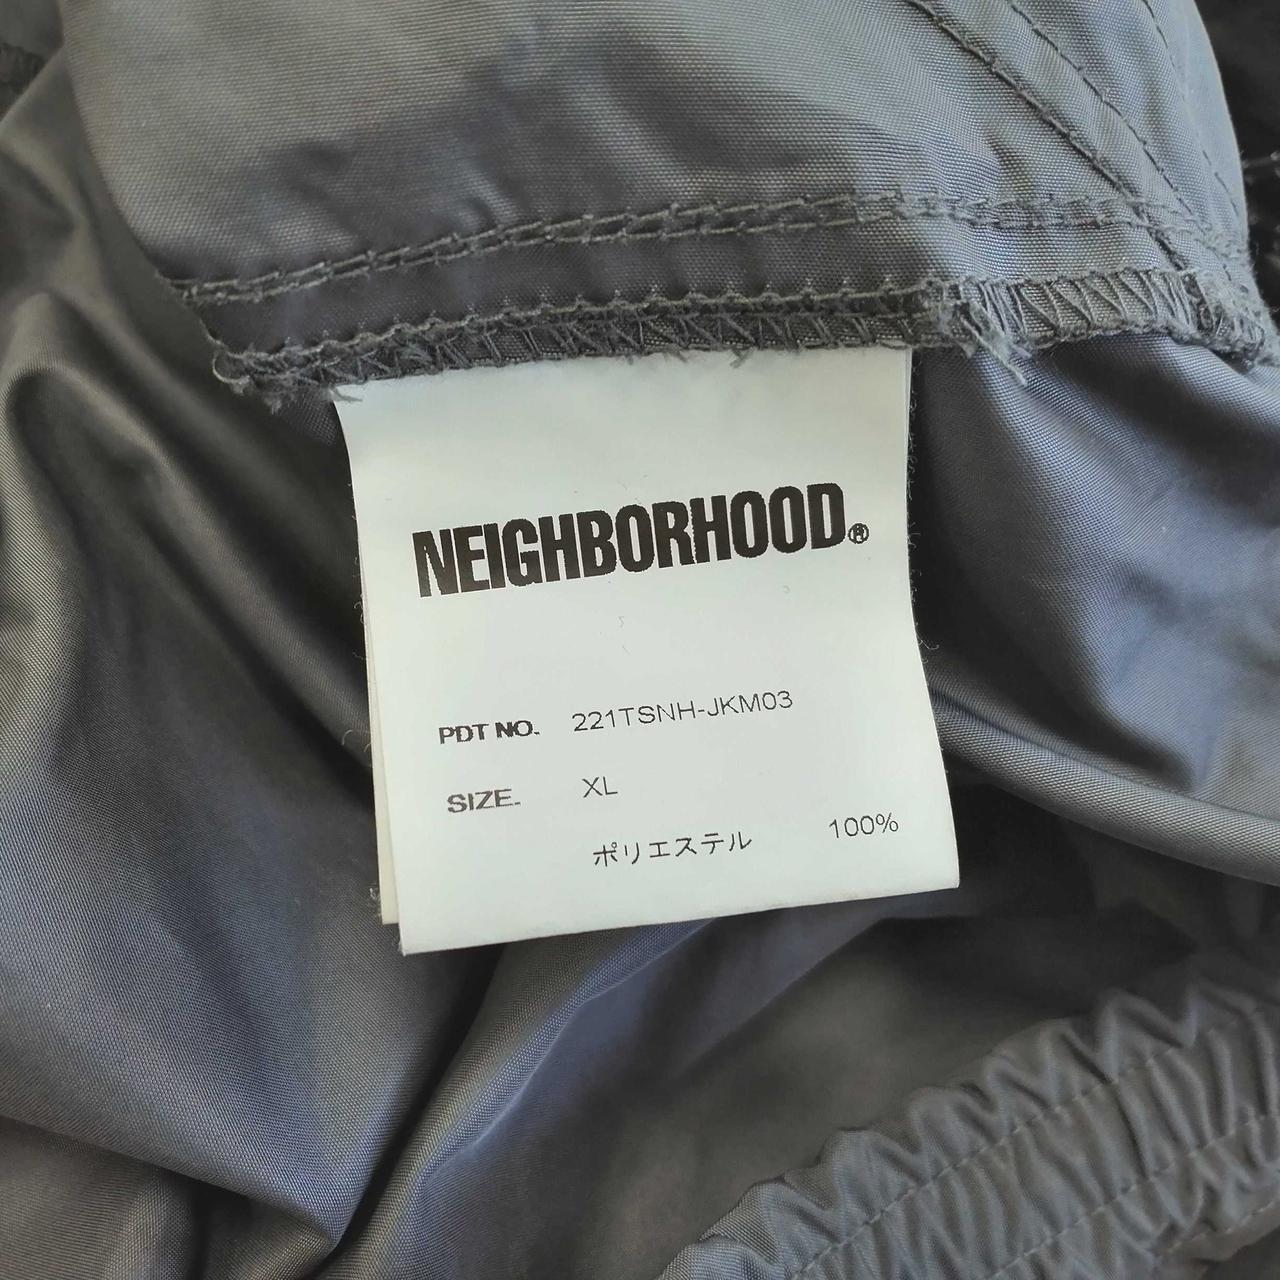 NEIGHBORHOOD®
PDT NO. 221TSNH-JKM03
SIZE. XL
ポリエステル 100%